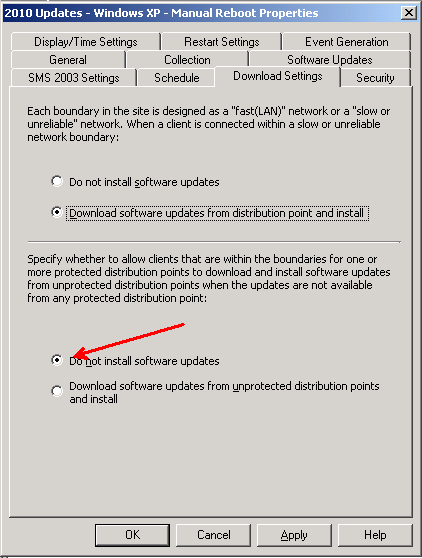 2010 Updates - Windows XP - Manual Reboot Properties
Display/Time Settings Restart Settings Event Generation
General Collection Software Updates
SMS 2003 Settings Schedule Download Settings Security
Each boundary in the site is designed as a "fast(LAN)" network or a "slow or
unreliable" network. When a client is connected within a slow or unreliable
network boundary:
Do not install software updates
Download software updates from distribution point and install
Specify whether to allow clients that are within the boundaries for one or
more protected distribution points to download and install software updates
from unprotected distribution points when the updates are not available
from any protected distribution point:
Do not install software updates
Download software updates from unprotected distribution points
and install
OK Cancel Apply Help